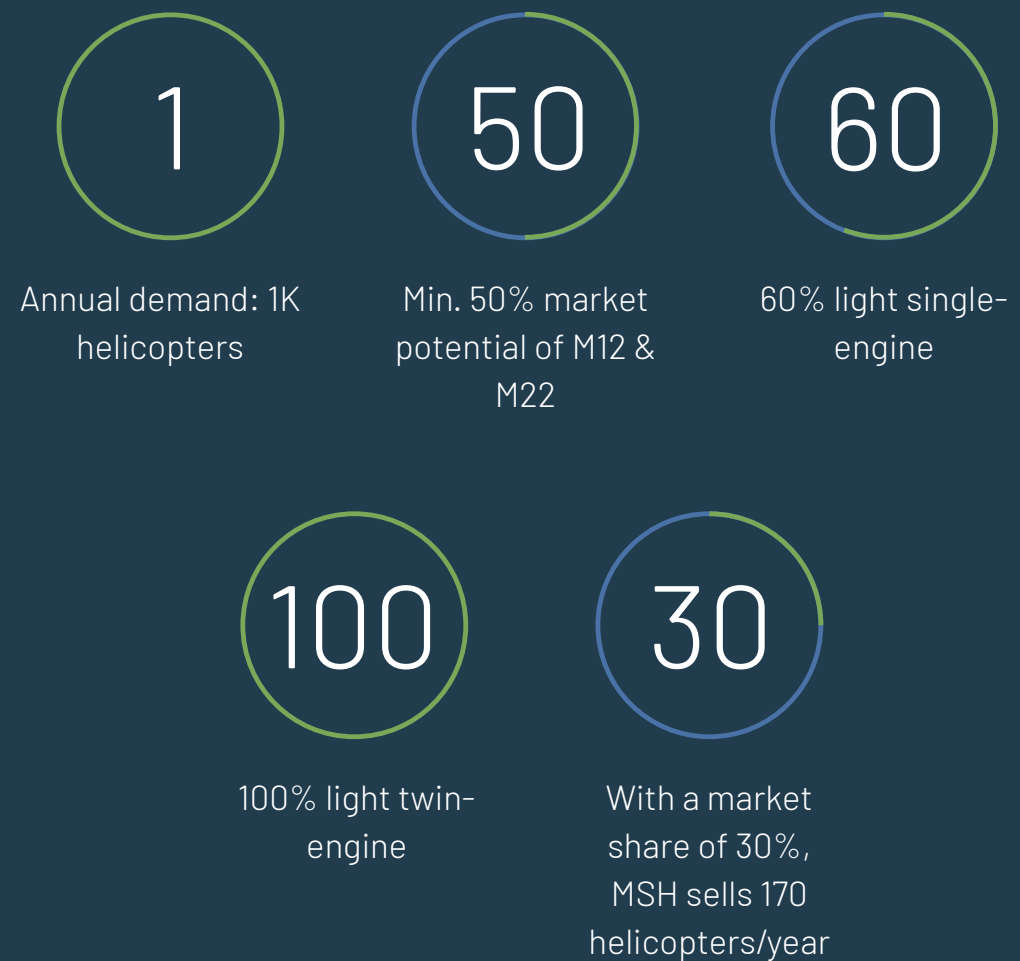 1
50
60
Annual demand: 1K
helicopters
Min. 50% market
potential of M12 &
M22
60% light single-
engine
100
30
100% light twin-
engine
With a market
share of 30%,
MSH sells 170
helicopters/year